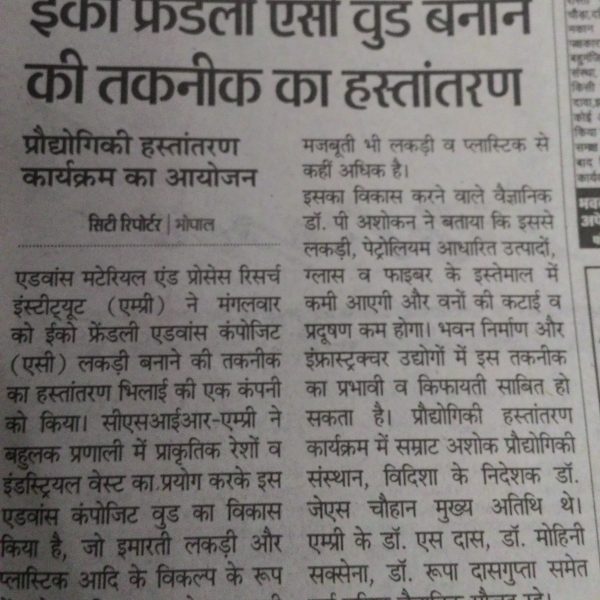 ईको फ्रेंडली एसी वुड बनाने
की तकनीक का हस्तांतरण
प्रौद्योगिकी हस्तांतरण
कार्यक्रम का आयोजन
सिटी रिपोर्टर | भोपाल
एडवांस मटेरियल एंड प्रोसेस रिसर्च
इंस्टीट्यूट (एम्प्री) ने मंगलवार
को ईको फ्रेंडली एडवांस कंपोजिट
(एसी) लकड़ी बनाने की तकनीक
का हस्तांतरण भिलाई की एक कंपनी
को किया। सीएसआईआर-एम्प्री ने
बहुलक प्रणाली में प्राकृतिक रेशों व
इंडस्ट्रियल वेस्ट का प्रयोग करके इस
एडवांस कंपोजिट वुड का विकास
किया है, जो इमारती लकड़ी और
प्लास्टिक आदि के विकल्प के रूप
मजबूती भी लकड़ी व प्लास्टिक से
कहीं अधिक है।
इसका विकास करने वाले वैज्ञानिक
डॉ. पी अशोकन ने बताया कि इससे
लकड़ी, पेट्रोलियम आधारित उत्पादों,
ग्लास व फाइबर के इस्तेमाल में
कमी आएगी और वनों की कटाई व
प्रदूषण कम होगा। भवन निर्माण और
इंफ्रास्ट्रक्चर उद्योगों में इस तकनीक
का प्रभावी व किफायती साबित हो
सकता है। प्रौद्योगिकी हस्तांतरण
कार्यक्रम में सम्राट अशोक प्रौद्योगिकी
संस्थान, विदिशा के निदेशक डॉ.
जेएस चौहान मुख्य अतिथि थे।
एम्प्री के डॉ. एस दास, डॉ. मोहिनी
सक्सेना, डॉ. रूपा दासगुप्ता समेत